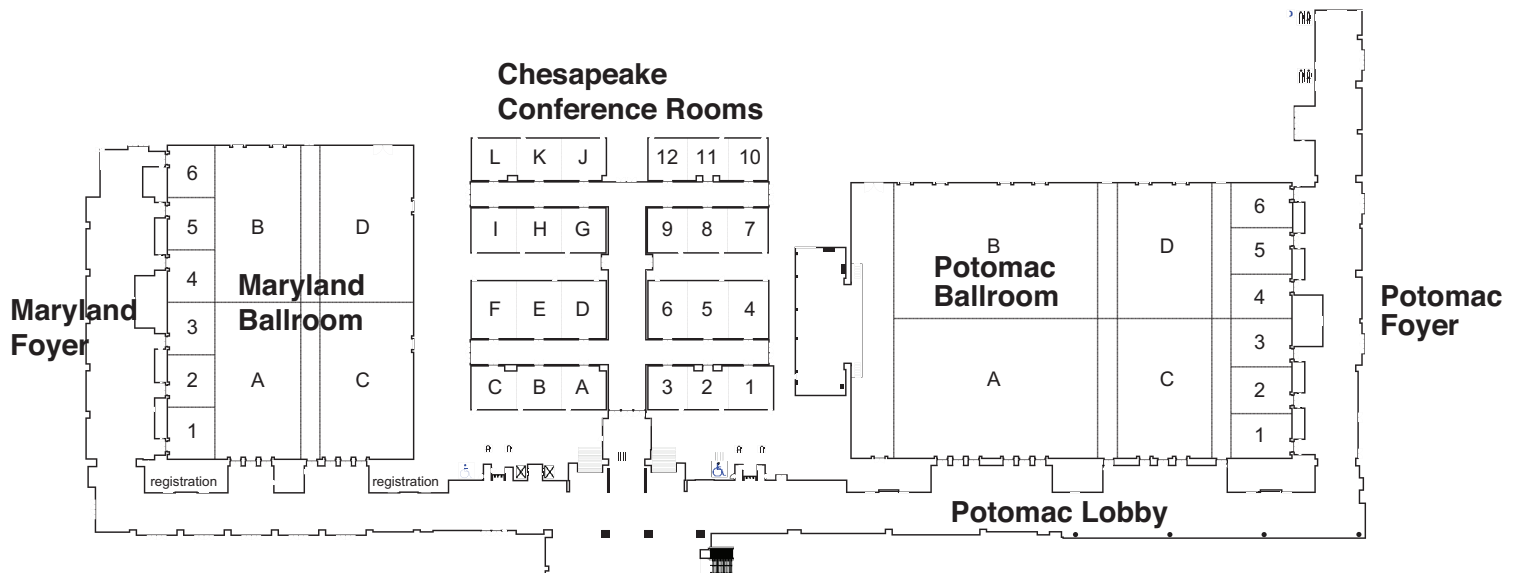 Chesapeake
Conference Rooms
L K J 12 11 10
6
5 B D I H G 9 8 7
4
Maryland
Ballroom
Maryland
Foyer
3 F E D 6 5 4
2 A C C B A 3 2 1
1
registration registration
B D 6
5
Potomac
Ballroom
4
3
A C 2
1
Potomac
Foyer
Potomac Lobby